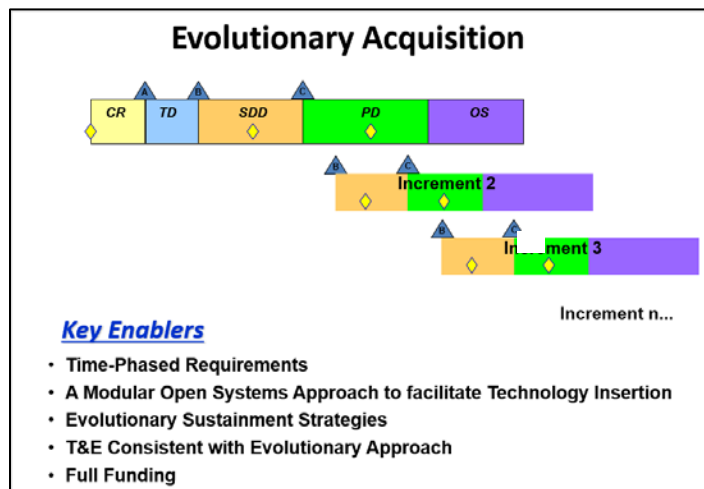 Evolutionary Acquisition
A B C
CR TD SDD PD OS
B C
Increment 2
B C
Increment 3
Increment n...
Key Enablers
• Time-Phased Requirements
• A Modular Open Systems Approach to facilitate Technology Insertion
• Evolutionary Sustainment Strategies
• T&E Consistent with Evolutionary Approach
• Full Funding